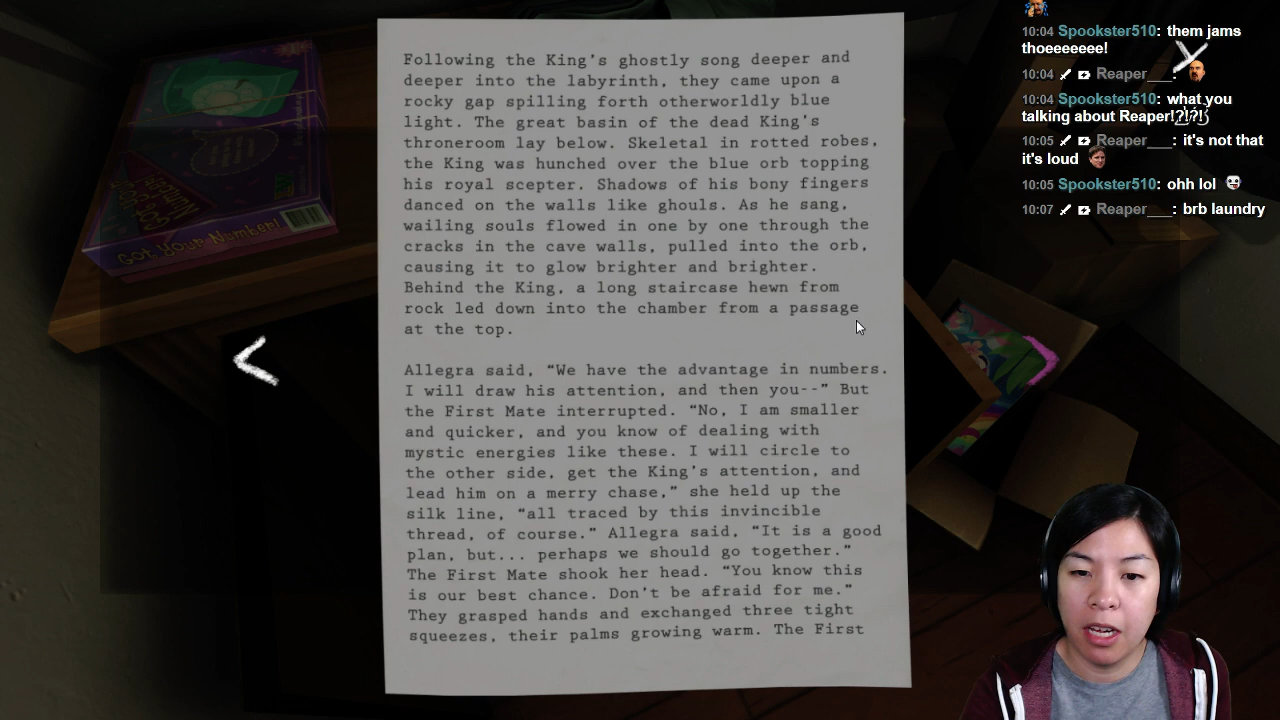 Following the King's ghostly song deeper and
deeper into the labyrinth, they came upon a
rocky gap spilling forth otherworldly blue
light. The great basin of the dead King's
throneroom lay below. Skeletal in rotted robes,
the King was hunched over the blue orb topping
his royal scepter. Shadows of his bony fingers
danced on the walls like ghouls. As he sang,
wailing souls flowed in one by one through the
cracks in the cave walls, pulled into the orb,
causing it to glow brighter and brighter.
Behind the King, a long staircase hewn from
rock led down into the chamber from a passage
at the top.
Allegra said, “We have the advantage in numbers.
I will draw his attention, and then you--” But
the First Mate interrupted. “No, I am smaller
and quicker, and you know of dealing with
mystic energies like these. I will circle to
the other side, get the King's attention, and
lead him on a merry chase,” she held up the
silk line, “all traced by this invincible
thread, of course.” Allegra said, “It is a good
plan, but... perhaps we should go together.”
The First Mate shook her head. “You know this
is our best chance. Don't be afraid for me.”
They grasped hands and exchanged three tight
squeezes, their palms growing warm. The First
Got Your Number!
10:04 Spookster510: them jams
thoeeeeeee!
10:04 Reaper___:
10:04 Spookster510: what you
talking about Reaper!?!?!
10:05 Reaper___: it's not that
it's loud
10:05 Spookster510: ohh lol
10:07 Reaper___: brb laundry